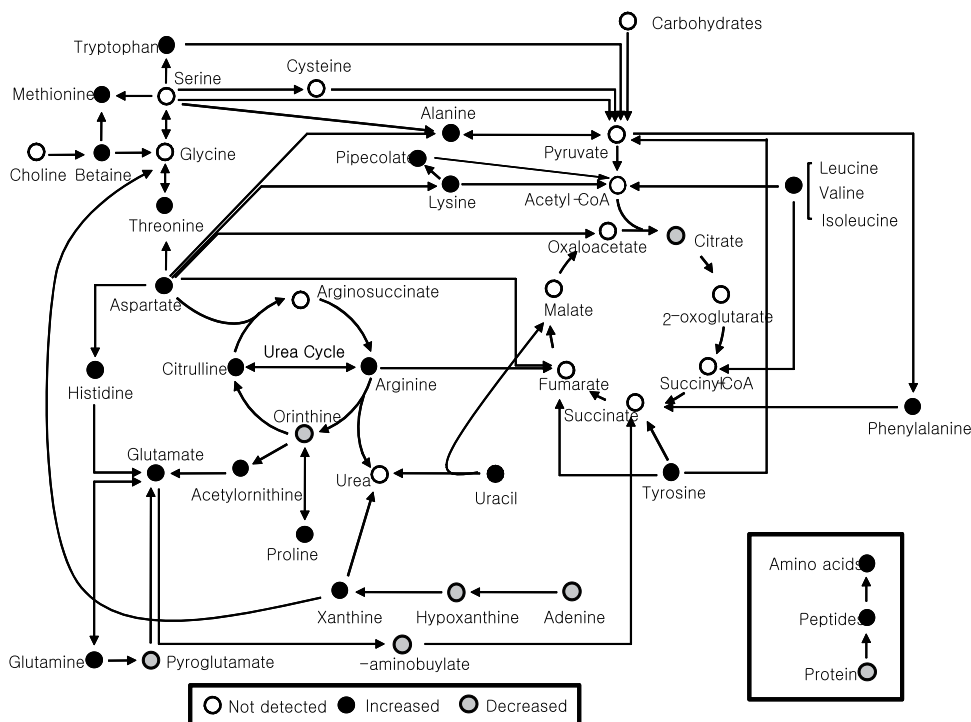 Carbohydrates
Tryptophan
Serine
Cysteine
Methionine
Alanine
Pyruvate
Pipecolate
Glycine
Choline
Betaine
Lysine
Acetyl-CoA
Leucine
Valine
Isoleucine
Threonine
Oxaloacetate
Citrate
Aspartate
Arginosuccinate
Malate
2-oxoglutarate
Urea Cycle
Citrulline
Arginine
Histidine
Fumarate
Succinyl-CoA
Orinthine
Succinate
Phenylalanine
Glutamate
Acetylornithine
Urea
Uracil
Tyrosine
Proline
Amino acids
Xanthine
Hypoxanthine
Adenine
Peptides
Glutamine
Pyroglutamate
-aminobuylate
Protein
Not detected
Increased
Decreased